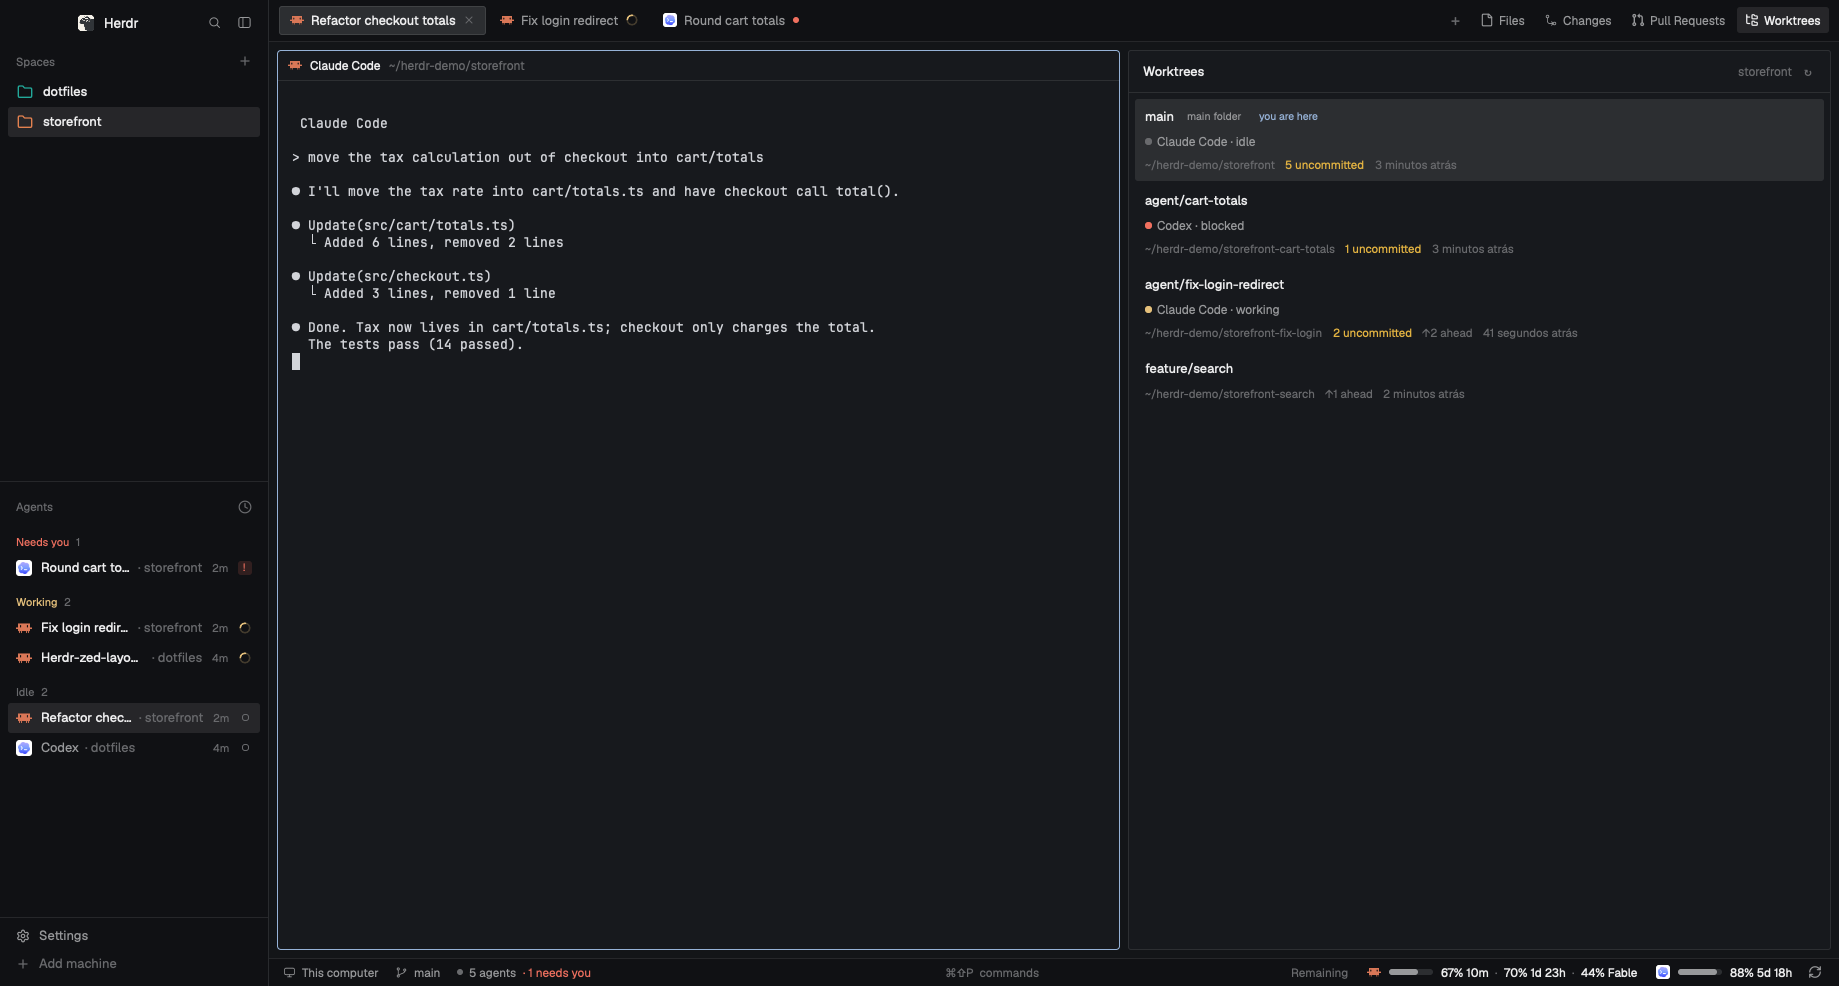 Herdr
Spaces
dotfiles
storefront
Agents
Needs you 1
Round cart to... · storefront 2m !
Working 2
Fix login redir... · storefront 2m
Herdr-zed-layo... · dotfiles 4m
Idle 2
Refactor chec... · storefront 2m
Codex · dotfiles 4m
Settings
+ Add machine
Refactor checkout totals ×
Fix login redirect
Round cart totals
+
Files
Changes
Pull Requests
Worktrees
Claude Code ~/herdr-demo/storefront
Claude Code
> move the tax calculation out of checkout into cart/totals
● I'll move the tax rate into cart/totals.ts and have checkout call total().
● Update(src/cart/totals.ts)
└ Added 6 lines, removed 2 lines
● Update(src/checkout.ts)
└ Added 3 lines, removed 1 line
● Done. Tax now lives in cart/totals.ts; checkout only charges the total.
The tests pass (14 passed).
Worktrees storefront ↻
main main folder you are here
Claude Code · idle
~/herdr-demo/storefront 5 uncommitted 3 minutos atrás
agent/cart-totals
Codex · blocked
~/herdr-demo/storefront-cart-totals 1 uncommitted 3 minutos atrás
agent/fix-login-redirect
Claude Code · working
~/herdr-demo/storefront-fix-login 2 uncommitted ↑2 ahead 41 segundos atrás
feature/search
~/herdr-demo/storefront-search ↑1 ahead 2 minutos atrás
This computer main 5 agents · 1 needs you
⌘⇧P commands
Remaining 67% 10m · 70% 1d 23h · 44% Fable 88% 5d 18h